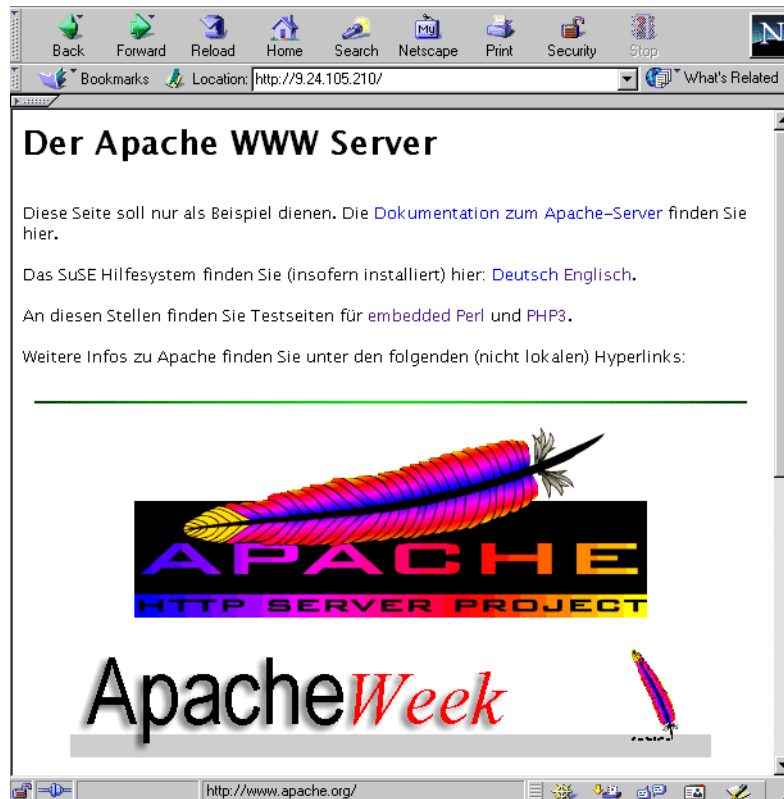 Back Forward Reload Home Search Netscape Print Security Stop
My
N
Bookmarks Location: http://9.24.105.210/ What's Related
Der Apache WWW Server
Diese Seite soll nur als Beispiel dienen. Die Dokumentation zum Apache-Server finden Sie
hier.
Das SuSE Hilfesystem finden Sie (insofern installiert) hier: Deutsch Englisch.
An diesen Stellen finden Sie Testseiten für embedded Perl und PHP3.
Weitere Infos zu Apache finden Sie unter den folgenden (nicht lokalen) Hyperlinks:
APACHE
HTTP SERVER PROJECT
ApacheWeek
http://www.apache.org/